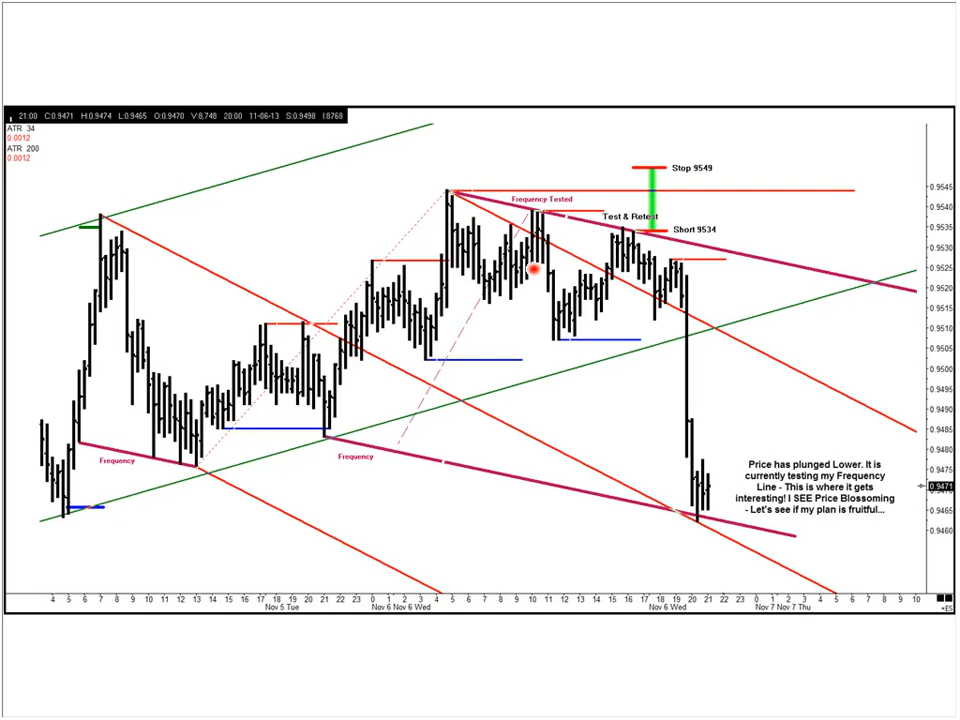 21:00 C:0.9471 H:0.9474 L:0.9465 O:0.9470 V:8,748 20:00 11-06-13 S:0.9498 I:8768
ATR 34
0.0012
ATR 200
0.0012
Stop 9549
Frequency Tested
Test & Retest
Short 9534
Frequency
Frequency
Price has plunged Lower. It is
currently testing my Frequency
Line - This is where it gets
interesting! I SEE Price Blossoming
- Let's see if my plan is fruitful...
0.9545
0.9540
0.9535
0.9530
0.9525
0.9520
0.9515
0.9510
0.9505
0.9500
0.9495
0.9490
0.9485
0.9480
0.9475
0.9471
0.9465
0.9460
4 5 6 7 8 9 10 11 12 13 14 15 16 17 18 19 20 21 22 23 0 1 2 3 4 5 6 7 8 9 10 11 12 13 14 15 16 17 18 19 20 21 22 23 0 1 2 3 4 5 6 7 8 9 10
Nov 5 Tue Nov 6 Nov 6 Wed Nov 6 Wed Nov 7 Nov 7 Thu